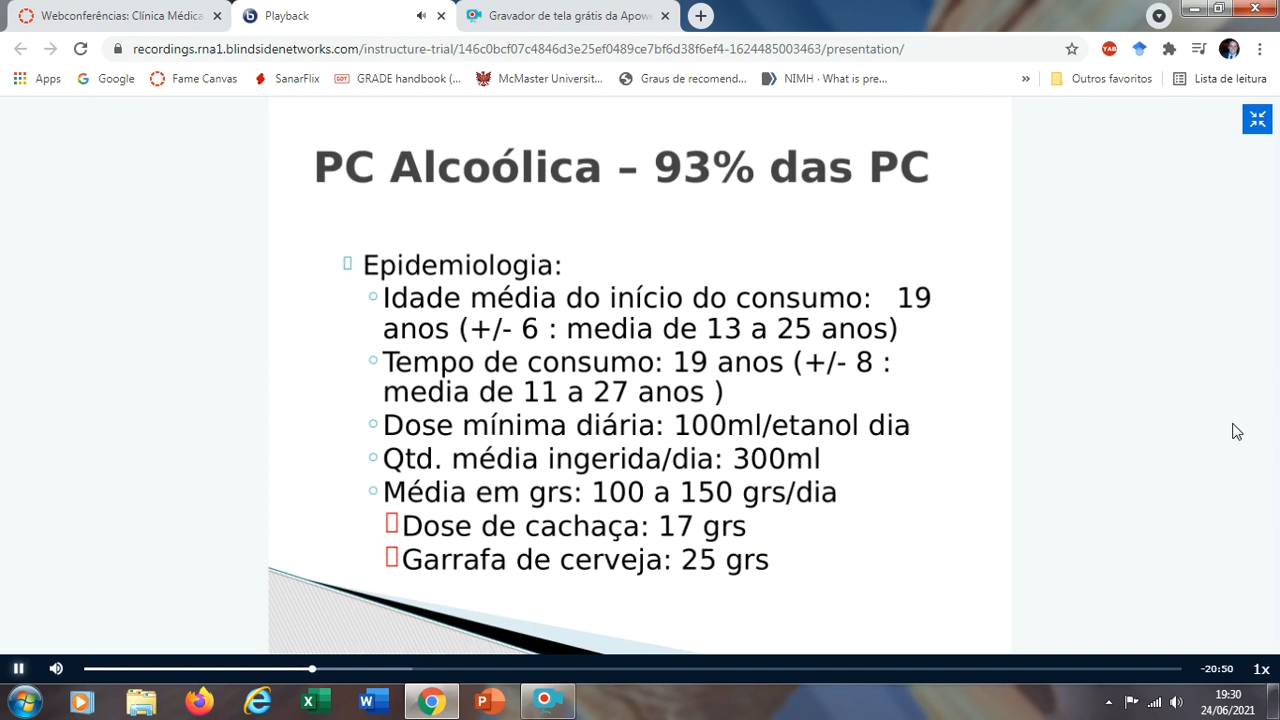 Webconferências: Clínica Médica
Playback
Gravador de tela grátis da Apowe
recordings.rna1.blindsidenetworks.com/instructure-trial/146c0bcf07c4846d3e25ef0489ce7bf6d38f6ef4-1624485003463/presentation/
YAB
Apps
Google
Fame Canvas
SanarFlix
GDT
GRADE handbook (...
McMaster Universit...
Graus de recomend...
NIMH · What is pre...
»
Outros favoritos
Lista de leitura
PC Alcoólica – 93% das PC
Epidemiologia:
Idade média do início do consumo: 19
anos (+/- 6 : media de 13 a 25 anos)
Tempo de consumo: 19 anos (+/- 8 :
media de 11 a 27 anos )
Dose mínima diária: 100ml/etanol dia
Qtd. média ingerida/dia: 300ml
Média em grs: 100 a 150 grs/dia
Dose de cachaça: 17 grs
Garrafa de cerveja: 25 grs
-20:50
1x
19:30
24/06/2021